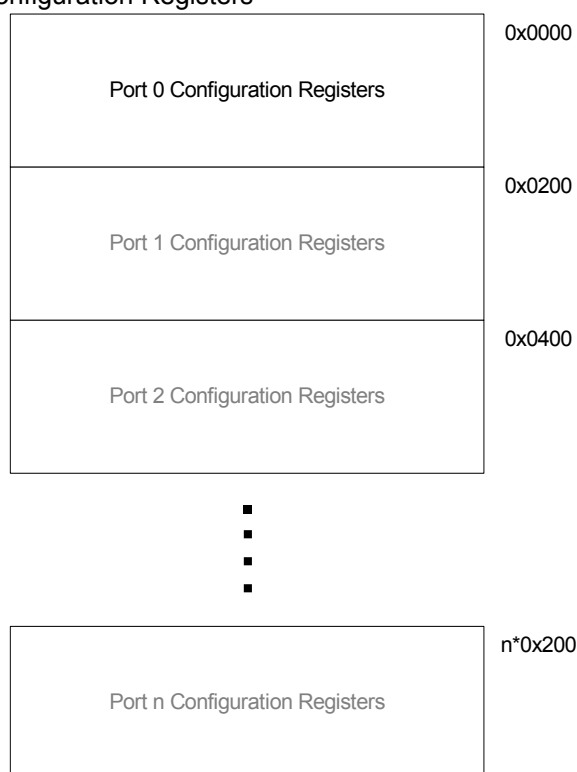 0x0000
Port 0 Configuration Registers
0x0200
Port 1 Configuration Registers
0x0400
Port 2 Configuration Registers
n*0x200
Port n Configuration Registers